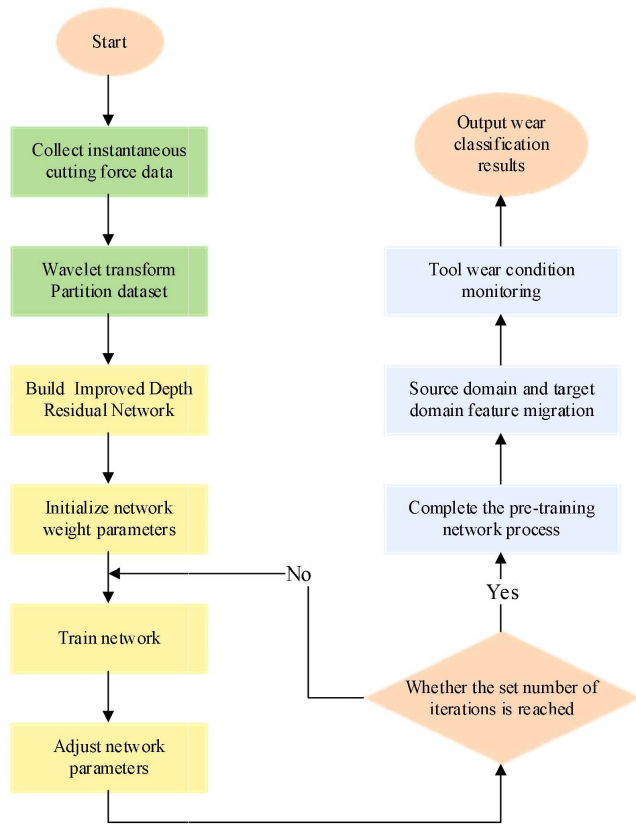 Start
Collect instantaneous
cutting force data
Wavelet transform
Partition dataset
Build Improved Depth
Residual Network
Initialize network
weight parameters
No
Train network
Adjust network
parameters
Whether the set number of
iterations is reached
Yes
Complete the pre-training
network process
Source domain and target
domain feature migration
Tool wear condition
monitoring
Output wear
classification
results